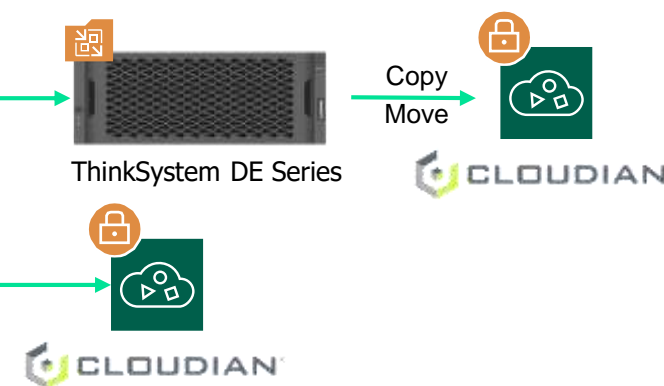 Copy
Move
ThinkSystem DE Series
CLOUDIAN
CLOUDIAN